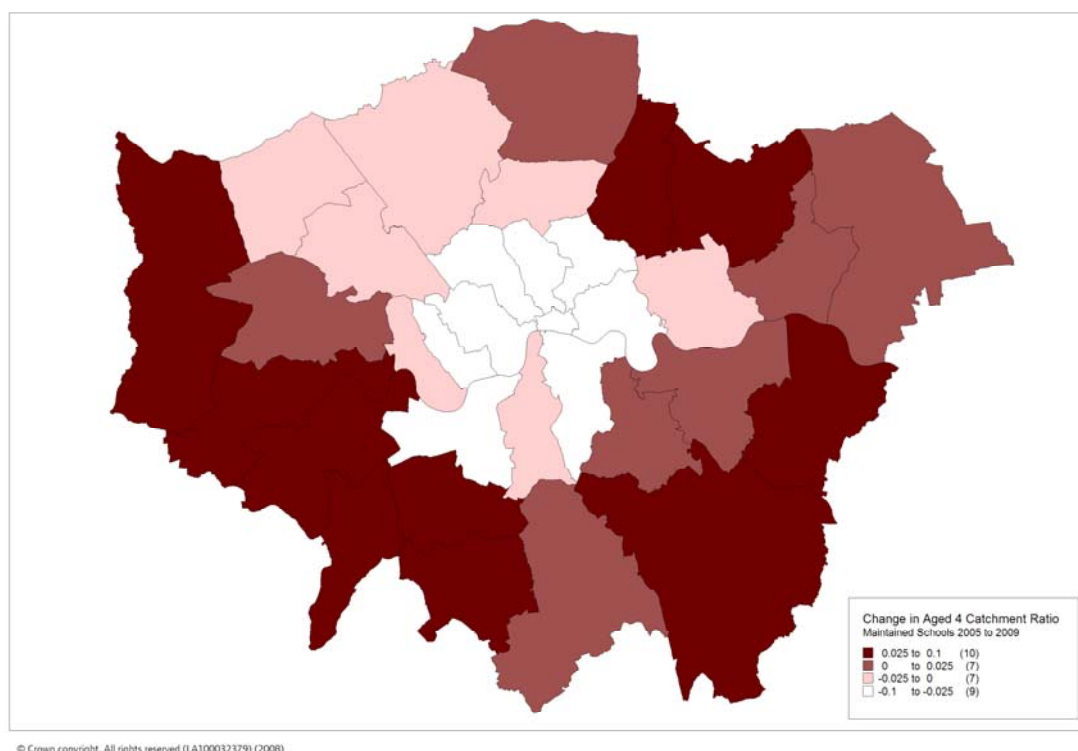 Change in Aged 4 Catchment Ratio
Maintained Schools 2005 to 2009
0.025 to 0.1 (10)
0 to 0.025 (7)
-0.025 to 0 (7)
-0.1 to -0.025 (9)
© Crown copyright. All rights reserved (LA100032379) (2008)